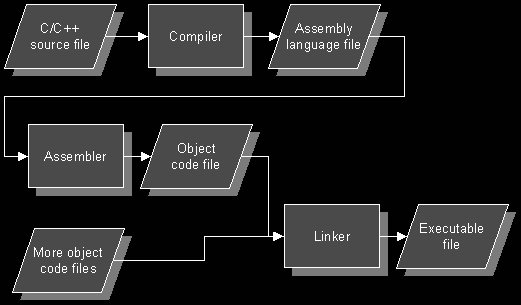 C/C++
source file
Compiler
Assembly
language file
Assembler
Object
code file
More object
code files
Linker
Executable
file